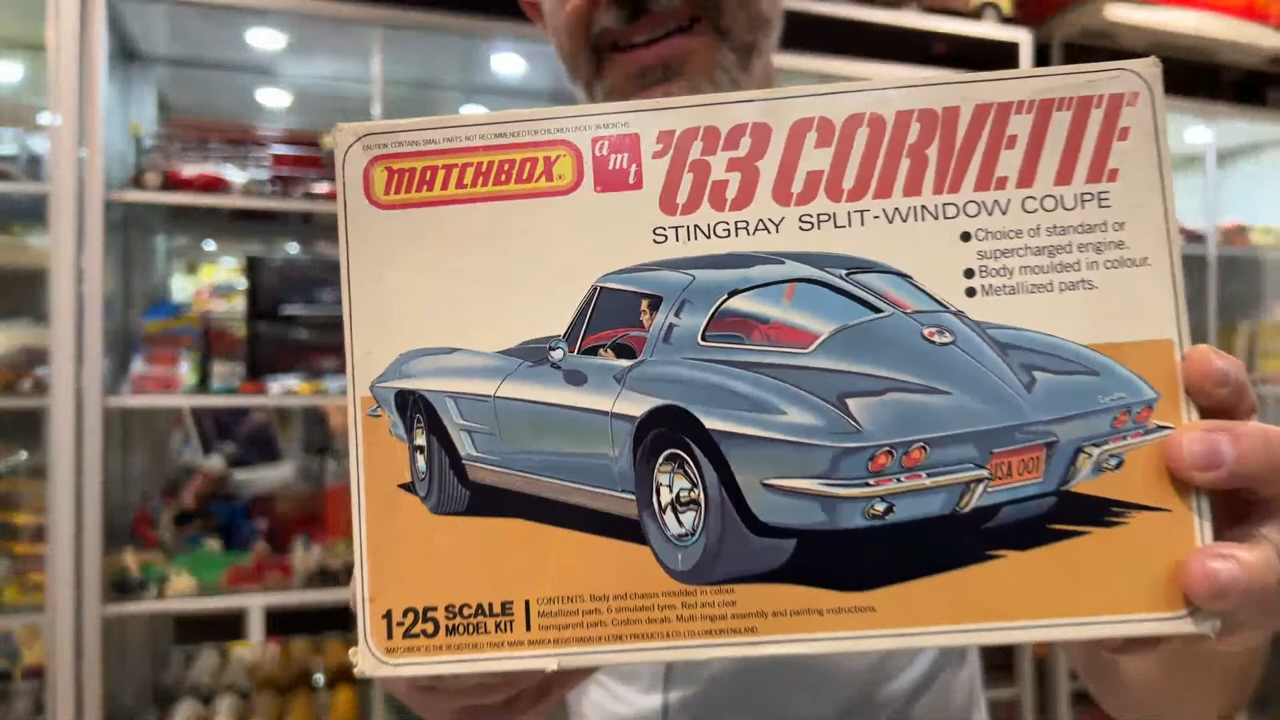 CAUTION: CONTAINS SMALL PARTS. NOT RECOMMENDED FOR CHILDREN UNDER 36 MONTHS
MATCHBOX®
amt
'63 CORVETTE
STINGRAY SPLIT-WINDOW COUPE
● Choice of standard or
supercharged engine.
● Body moulded in colour.
● Metallized parts.
USA 001
1-25 SCALE
MODEL KIT
CONTENTS. Body and chassis moulded in colour.
Metallized parts. 6 simulated tyres. Red and clear
transparent parts. Custom decals. Multi-lingual assembly and painting instructions.
"MATCHBOX" IS THE REGISTERED TRADE MARK (MARCA REGISTRADA) OF LESNEY PRODUCTS & CO. LTD. LONDON ENGLAND.